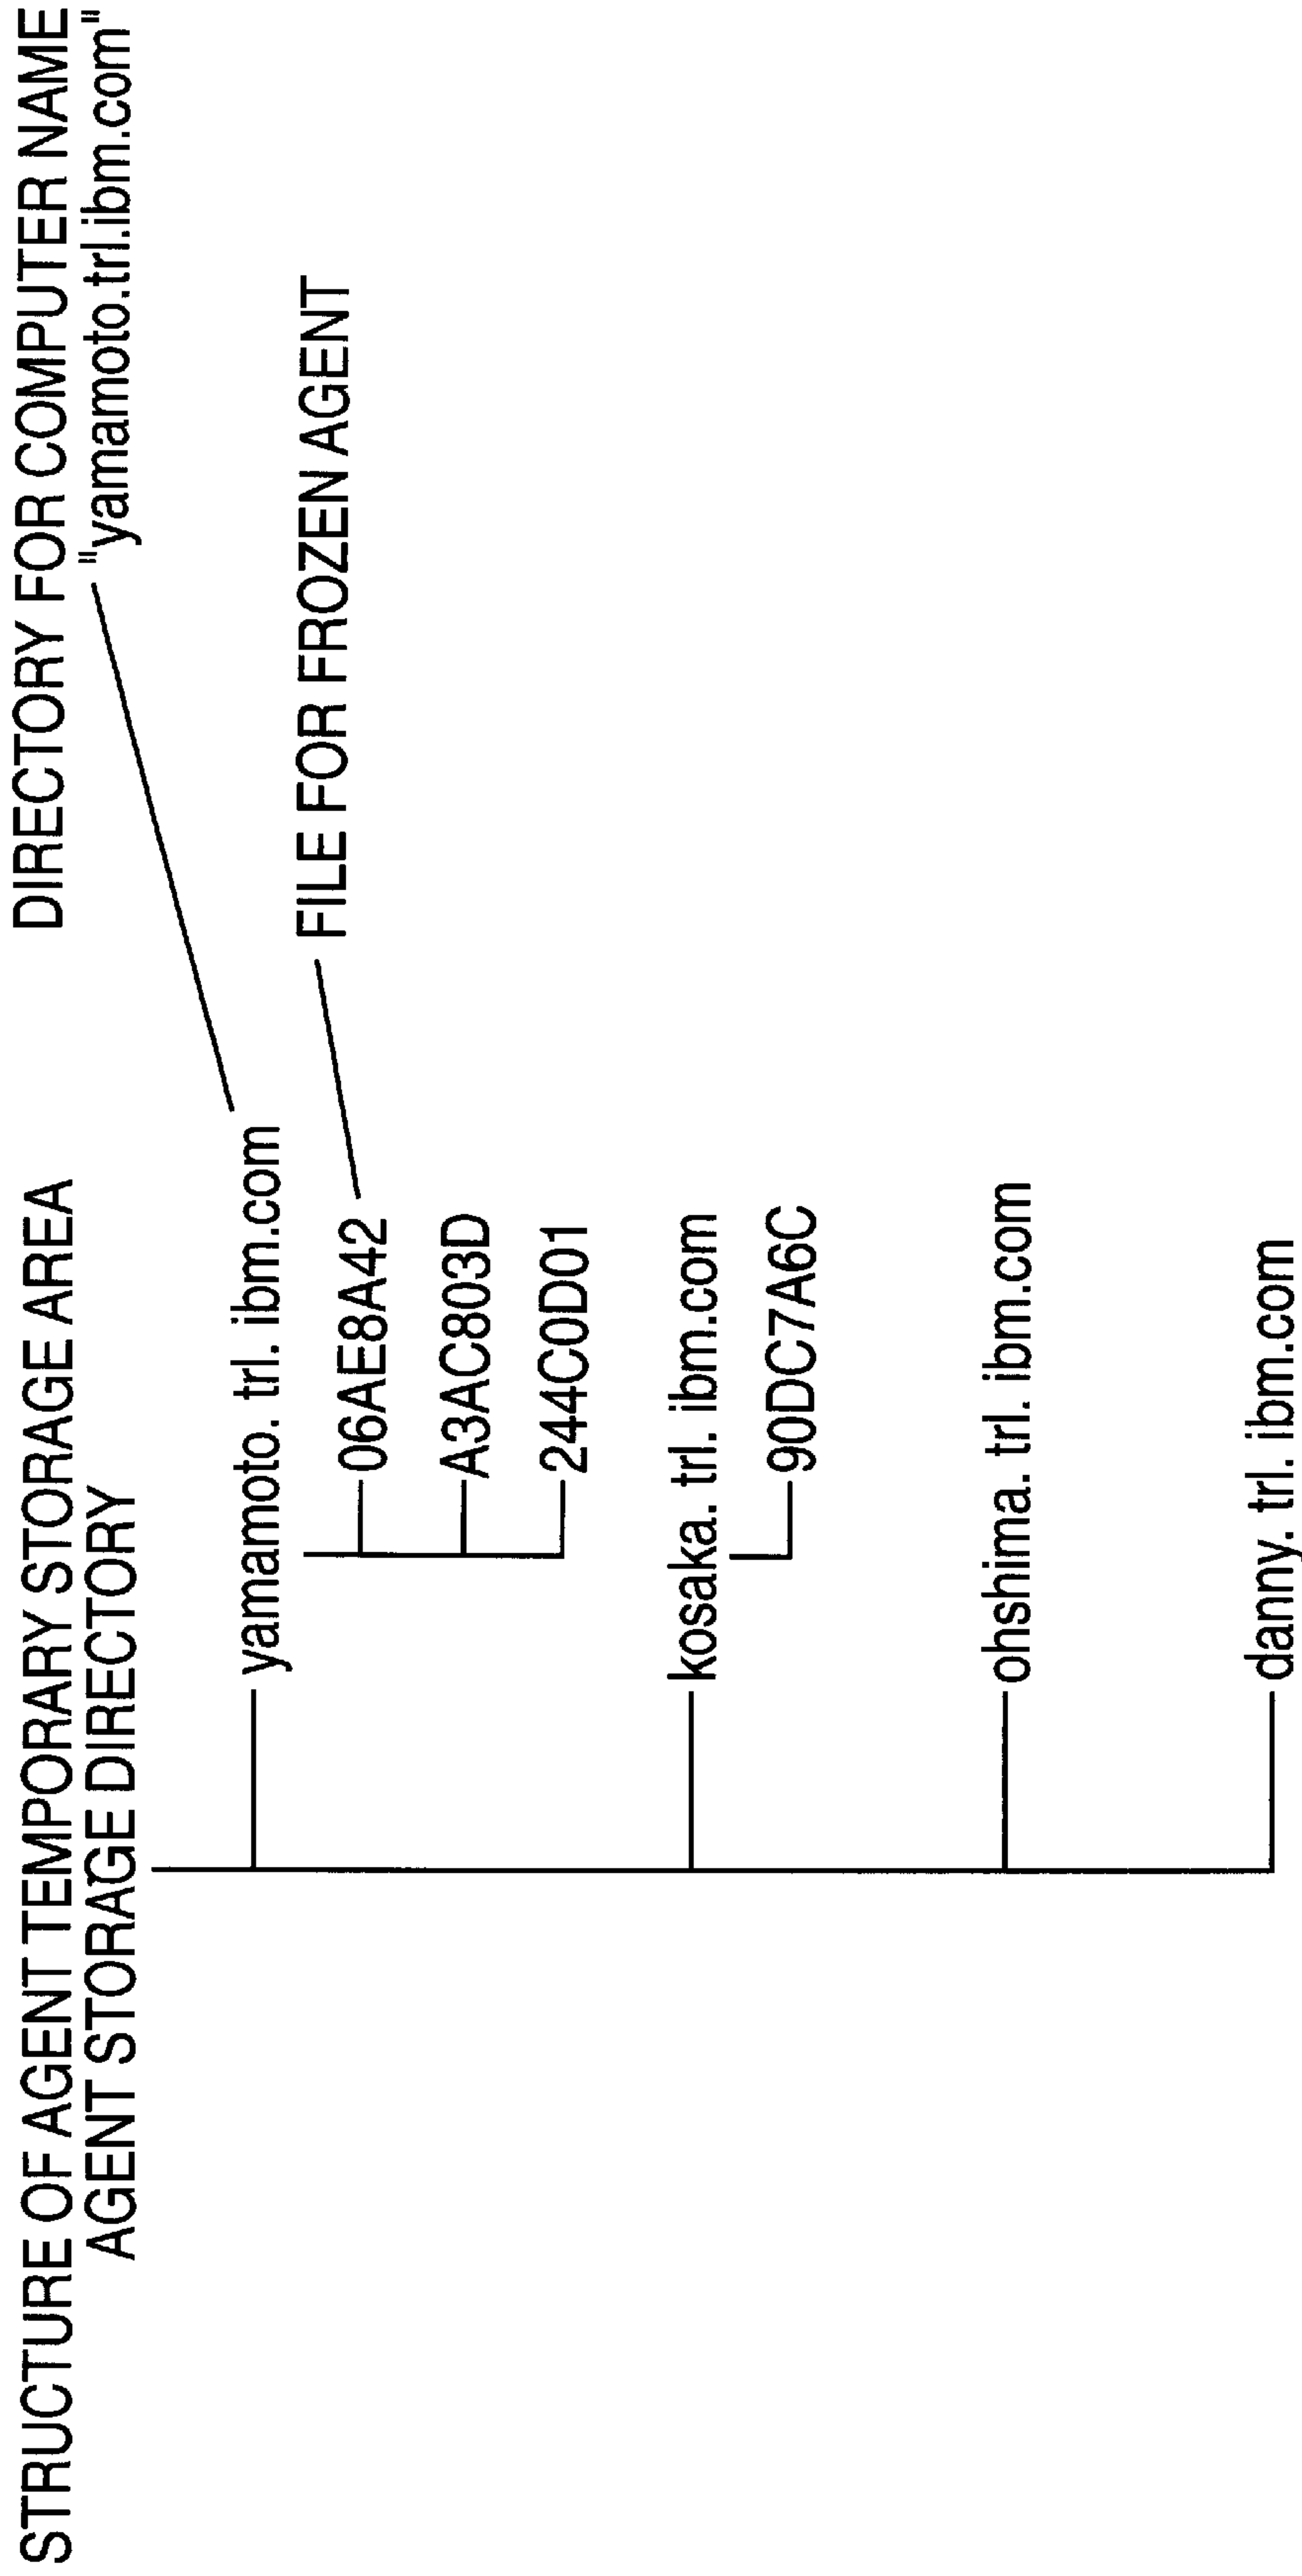 STRUCTURE OF AGENT TEMPORARY STORAGE AREA
AGENT STORAGE DIRECTORY
DIRECTORY FOR COMPUTER NAME
"yamamoto.trl.ibm.com"
yamamoto. trl. ibm.com
FILE FOR FROZEN AGENT
06AE8A42
A3AC803D
244C0D01
kosaka. trl. ibm.com
90DC7A6C
ohshima. trl. ibm.com
danny. trl. ibm.com